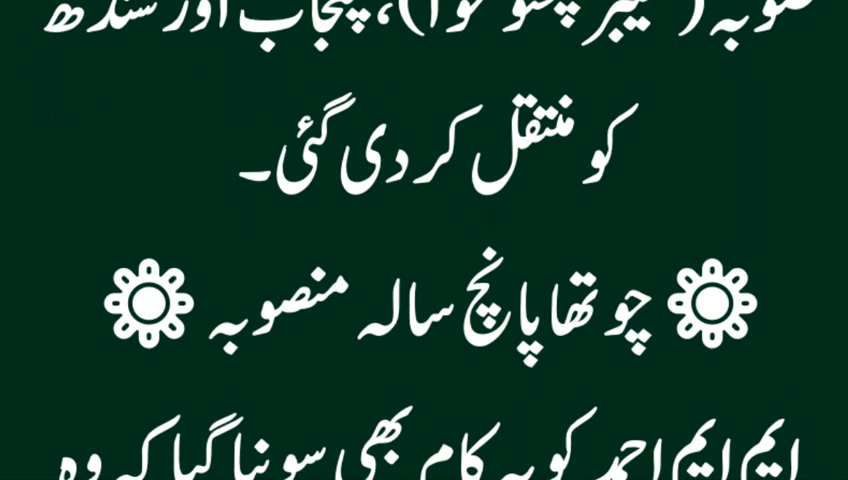 صوبہ (خیبر پختونخوا)، پنجاب اور سندھ
کو منتقل کر دی گئی۔
چوتھا پانچ سالہ منصوبہ
ایم ایم احمد کو یہ کام بھی سونپا گیا کہ وہ